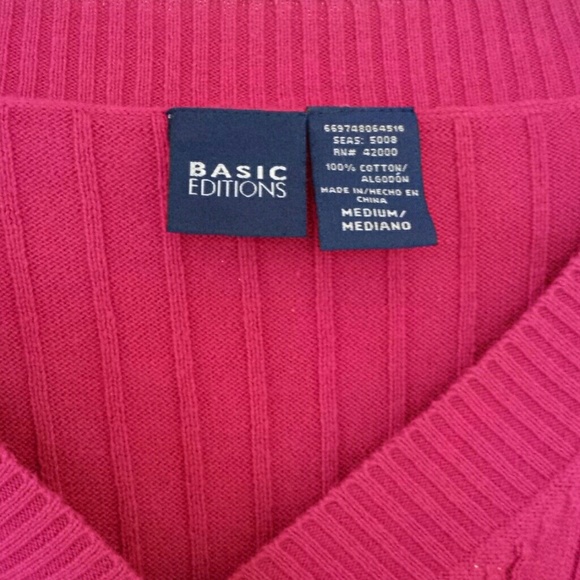 BASIC
EDITIONS
669748064516
SEAS: 5008
RN# 42000
100% COTTON/
ALGODÓN
MADE IN/HECHO EN
CHINA
MEDIUM/
MEDIANO